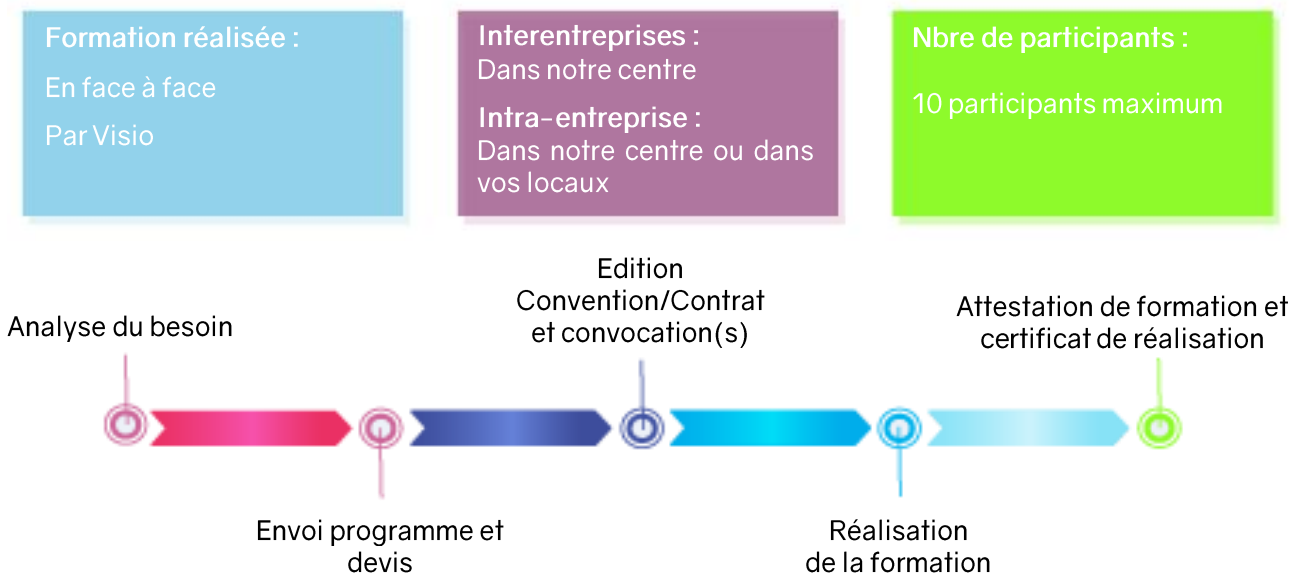 Formation réalisée :
En face à face
Par Visio
Interentreprises :
Dans notre centre
Intra-entreprise :
Dans notre centre ou dans
vos locaux
Nbre de participants :
10 participants maximum
Analyse du besoin
Envoi programme et
devis
Edition
Convention/Contrat
et convocation(s)
Réalisation
de la formation
Attestation de formation et
certificat de réalisation